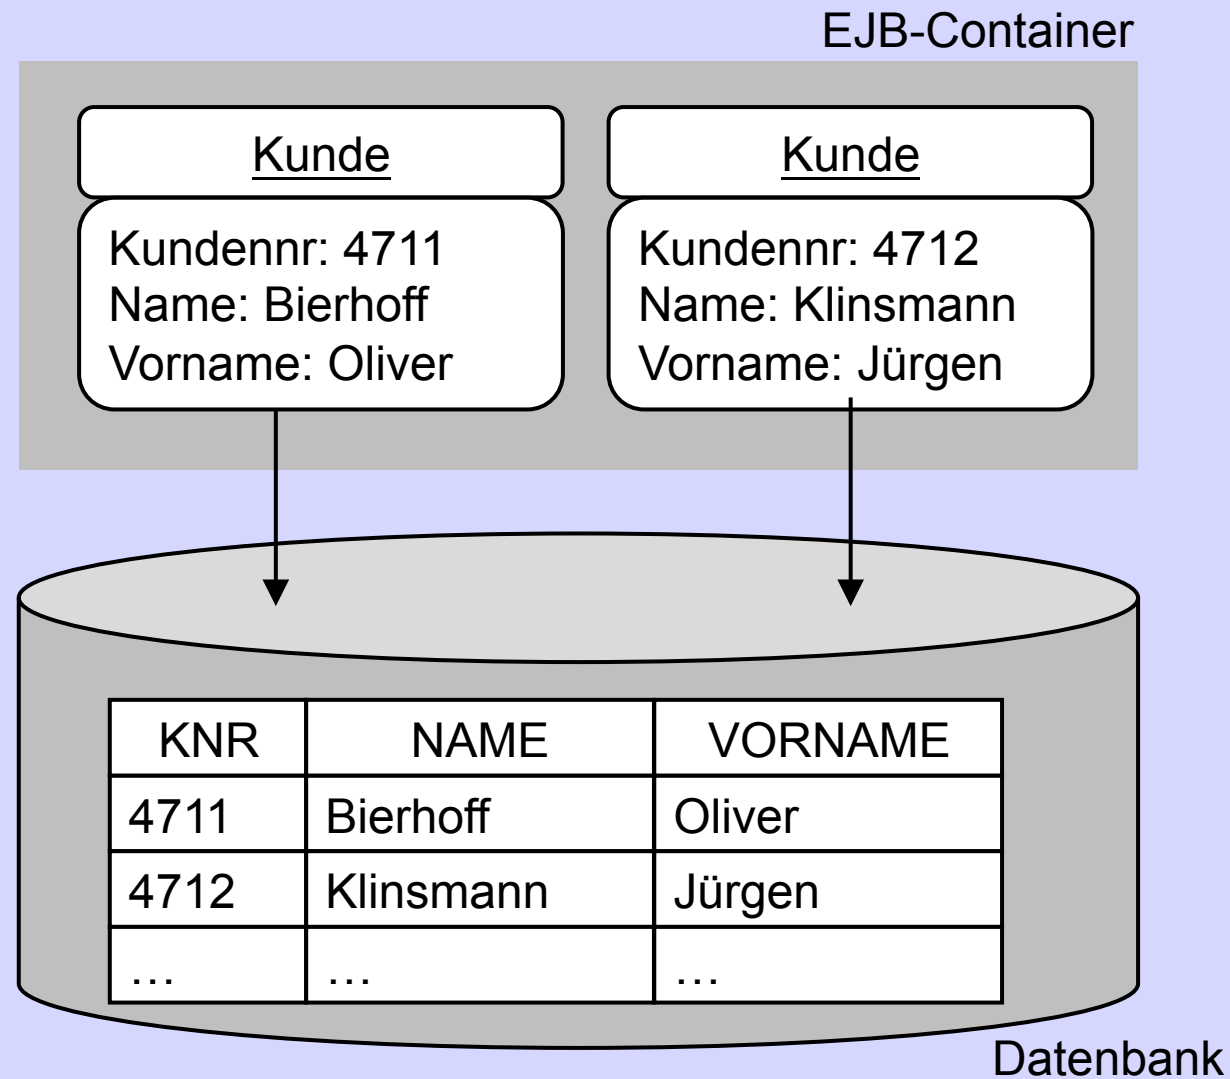 EJB-Container
Kunde
Kundennr: 4711
Name: Bierhoff
Vorname: Oliver
Kunde
Kundennr: 4712
Name: Klinsmann
Vorname: Jürgen
KNR NAME VORNAME
4711 Bierhoff Oliver
4712 Klinsmann Jürgen
… … …
Datenbank